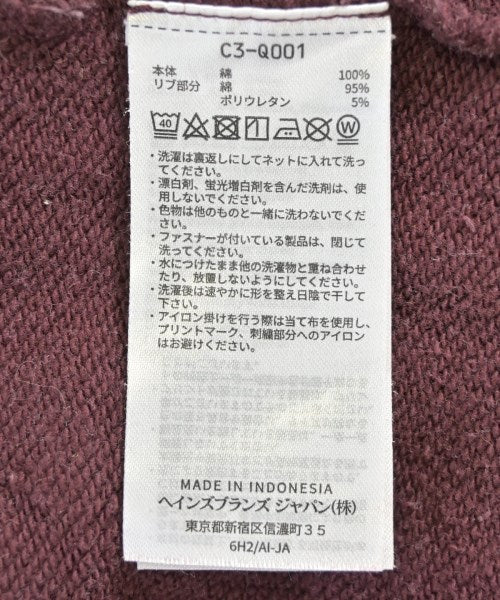 C3-Q001
本体 綿 100%
リブ部分 綿 95%
ポリウレタン 5%
40 W
・洗濯は裏返しにしてネットに入れて洗っ
てください。
・漂白剤、蛍光増白剤を含んだ洗剤は、使
用しないでください。
・色物は他のものと一緒に洗わないでくだ
さい。
・ファスナーが付いている製品は、閉じて
洗ってください。
・水につけたまま他の洗濯物と重ね合わせ
たり、放置しないようにしてください。
・洗濯後は速やかに形を整え日陰で干して
下さい。
・アイロン掛けを行う際は当て布を使用し、
プリントマーク、刺繍部分へのアイロン
はお避けください。
MADE IN INDONESIA
ヘインズブランズ ジャパン(株)
東京都新宿区信濃町35
6H2/AI-JA